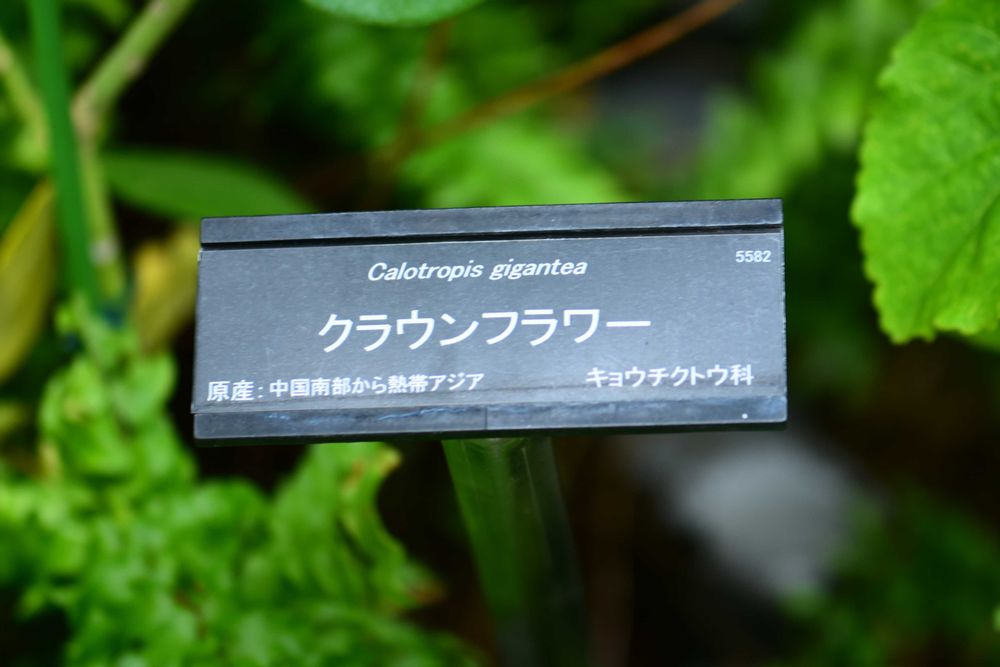 5582
Calotropis gigantea
クラウンフラワー
原産：中国南部から熱帯アジア　キョウチクトウ科